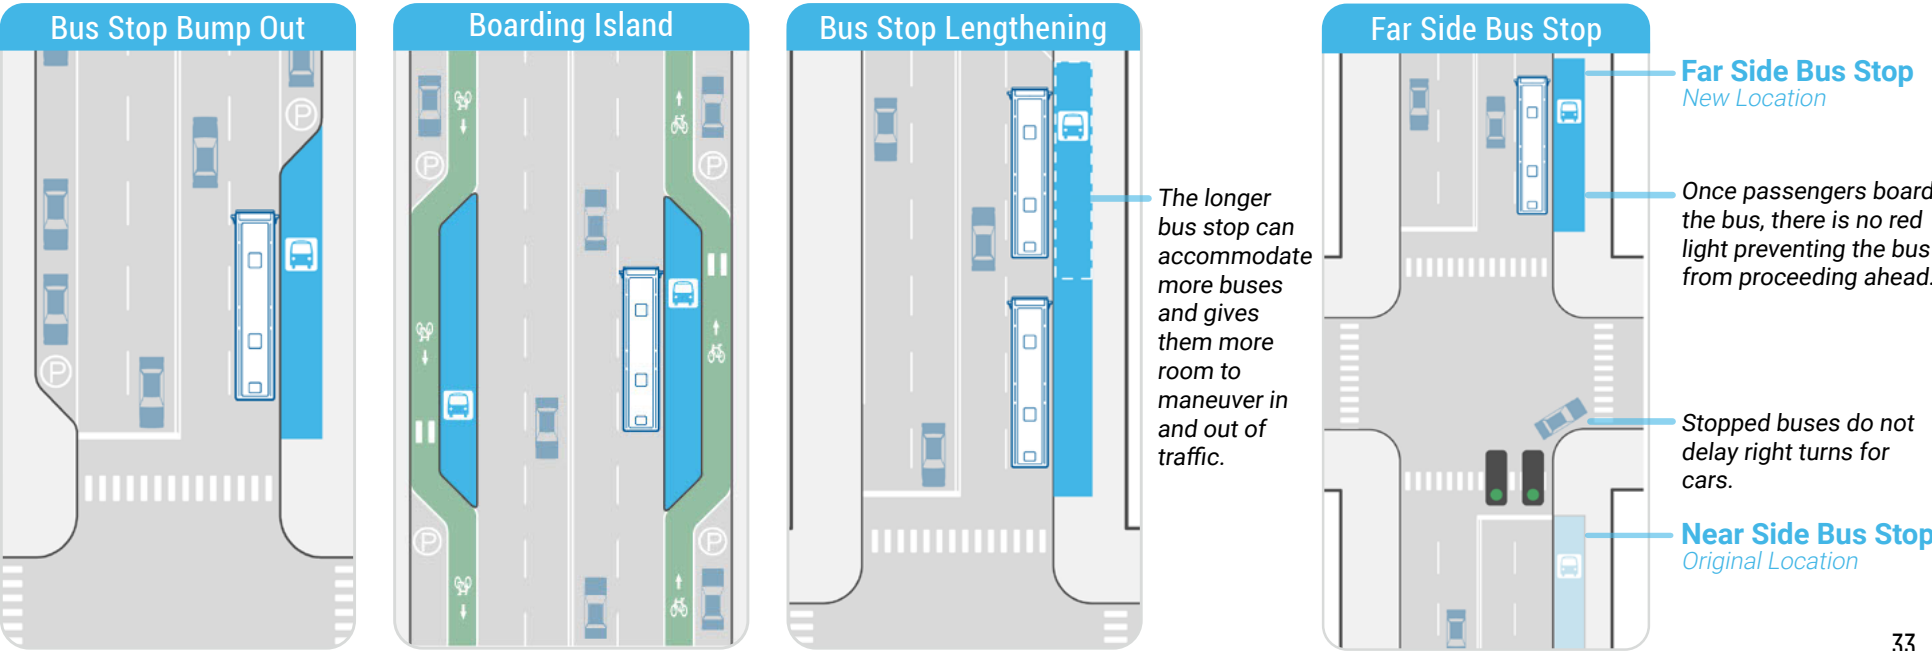 Bus Stop Bump Out
P
P
Boarding Island
P
P
P
P
Bus Stop Lengthening
The longer
bus stop can
accommodate
more buses
and gives
them more
room to
maneuver in
and out of
traffic.
Far Side Bus Stop
Far Side Bus Stop
New Location
Once passengers board
the bus, there is no red
light preventing the bus
from proceeding ahead.
Stopped buses do not
delay right turns for
cars.
Near Side Bus Stop
Original Location
33